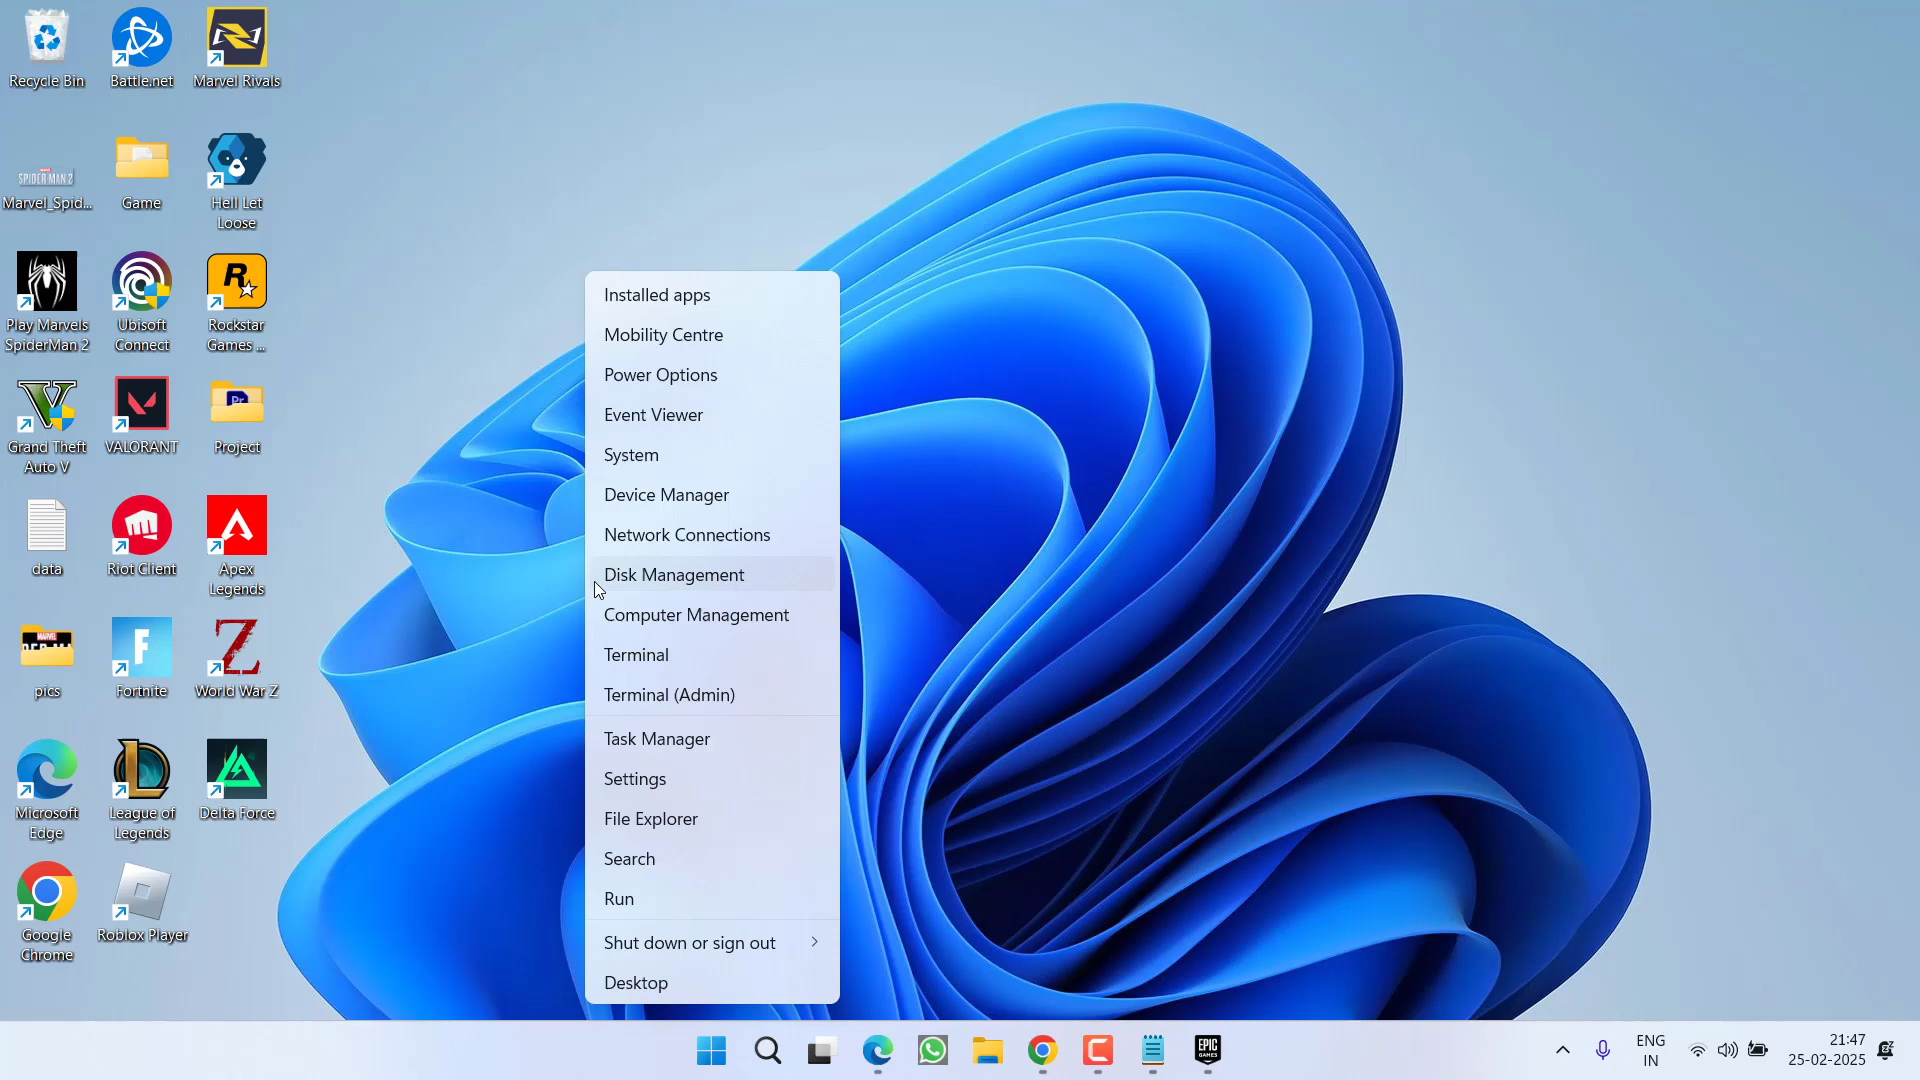 Recycle Bin
Battle.net
Marvel Rivals
SPIDER-MAN 2
Marvel_Spid...
Game
Hell Let
Loose
Play Marvels
SpiderMan 2
Ubisoft
Connect
R
Rockstar
Games ...
V
Grand Theft
Auto V
VALORANT
Pr
Project
data
Riot Client
Apex
Legends
MARVEL
pics
F
Fortnite
Z
World War Z
Microsoft
Edge
L
League of
Legends
Delta Force
Google
Chrome
Roblox Player
Installed apps
Mobility Centre
Power Options
Event Viewer
System
Device Manager
Network Connections
Disk Management
Computer Management
Terminal
Terminal (Admin)
Task Manager
Settings
File Explorer
Search
Run
Shut down or sign out
Desktop
C
EPIC
GAMES
ENG
IN
21:47
25-02-2025